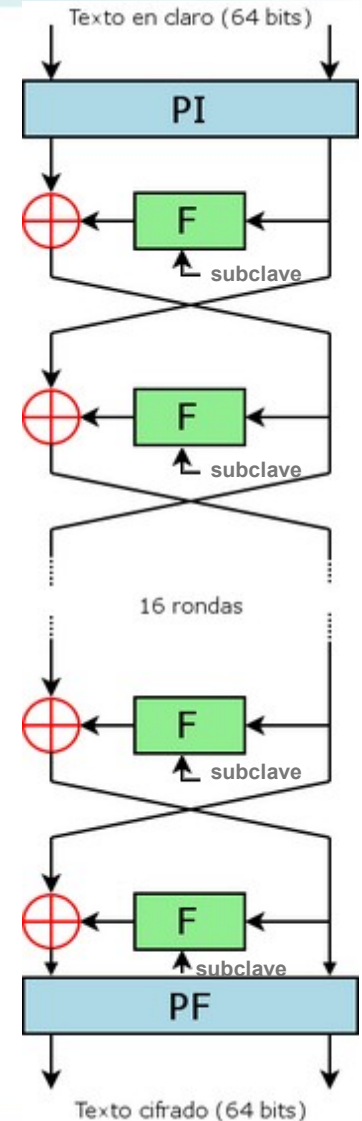 Texto en claro (64 bits)
PI
F
subclave
F
subclave
16 rondas
F
subclave
F
subclave
PF
Texto cifrado (64 bits)